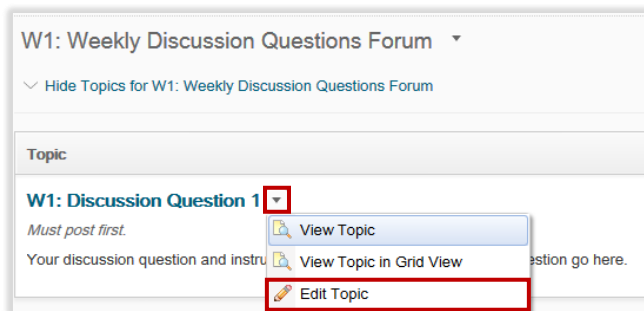 W1: Weekly Discussion Questions Forum
Hide Topics for W1: Weekly Discussion Questions Forum
Topic
W1: Discussion Question 1
Must post first.
View Topic
Your discussion question and
View Topic in Grid View
go here.
Edit Topic